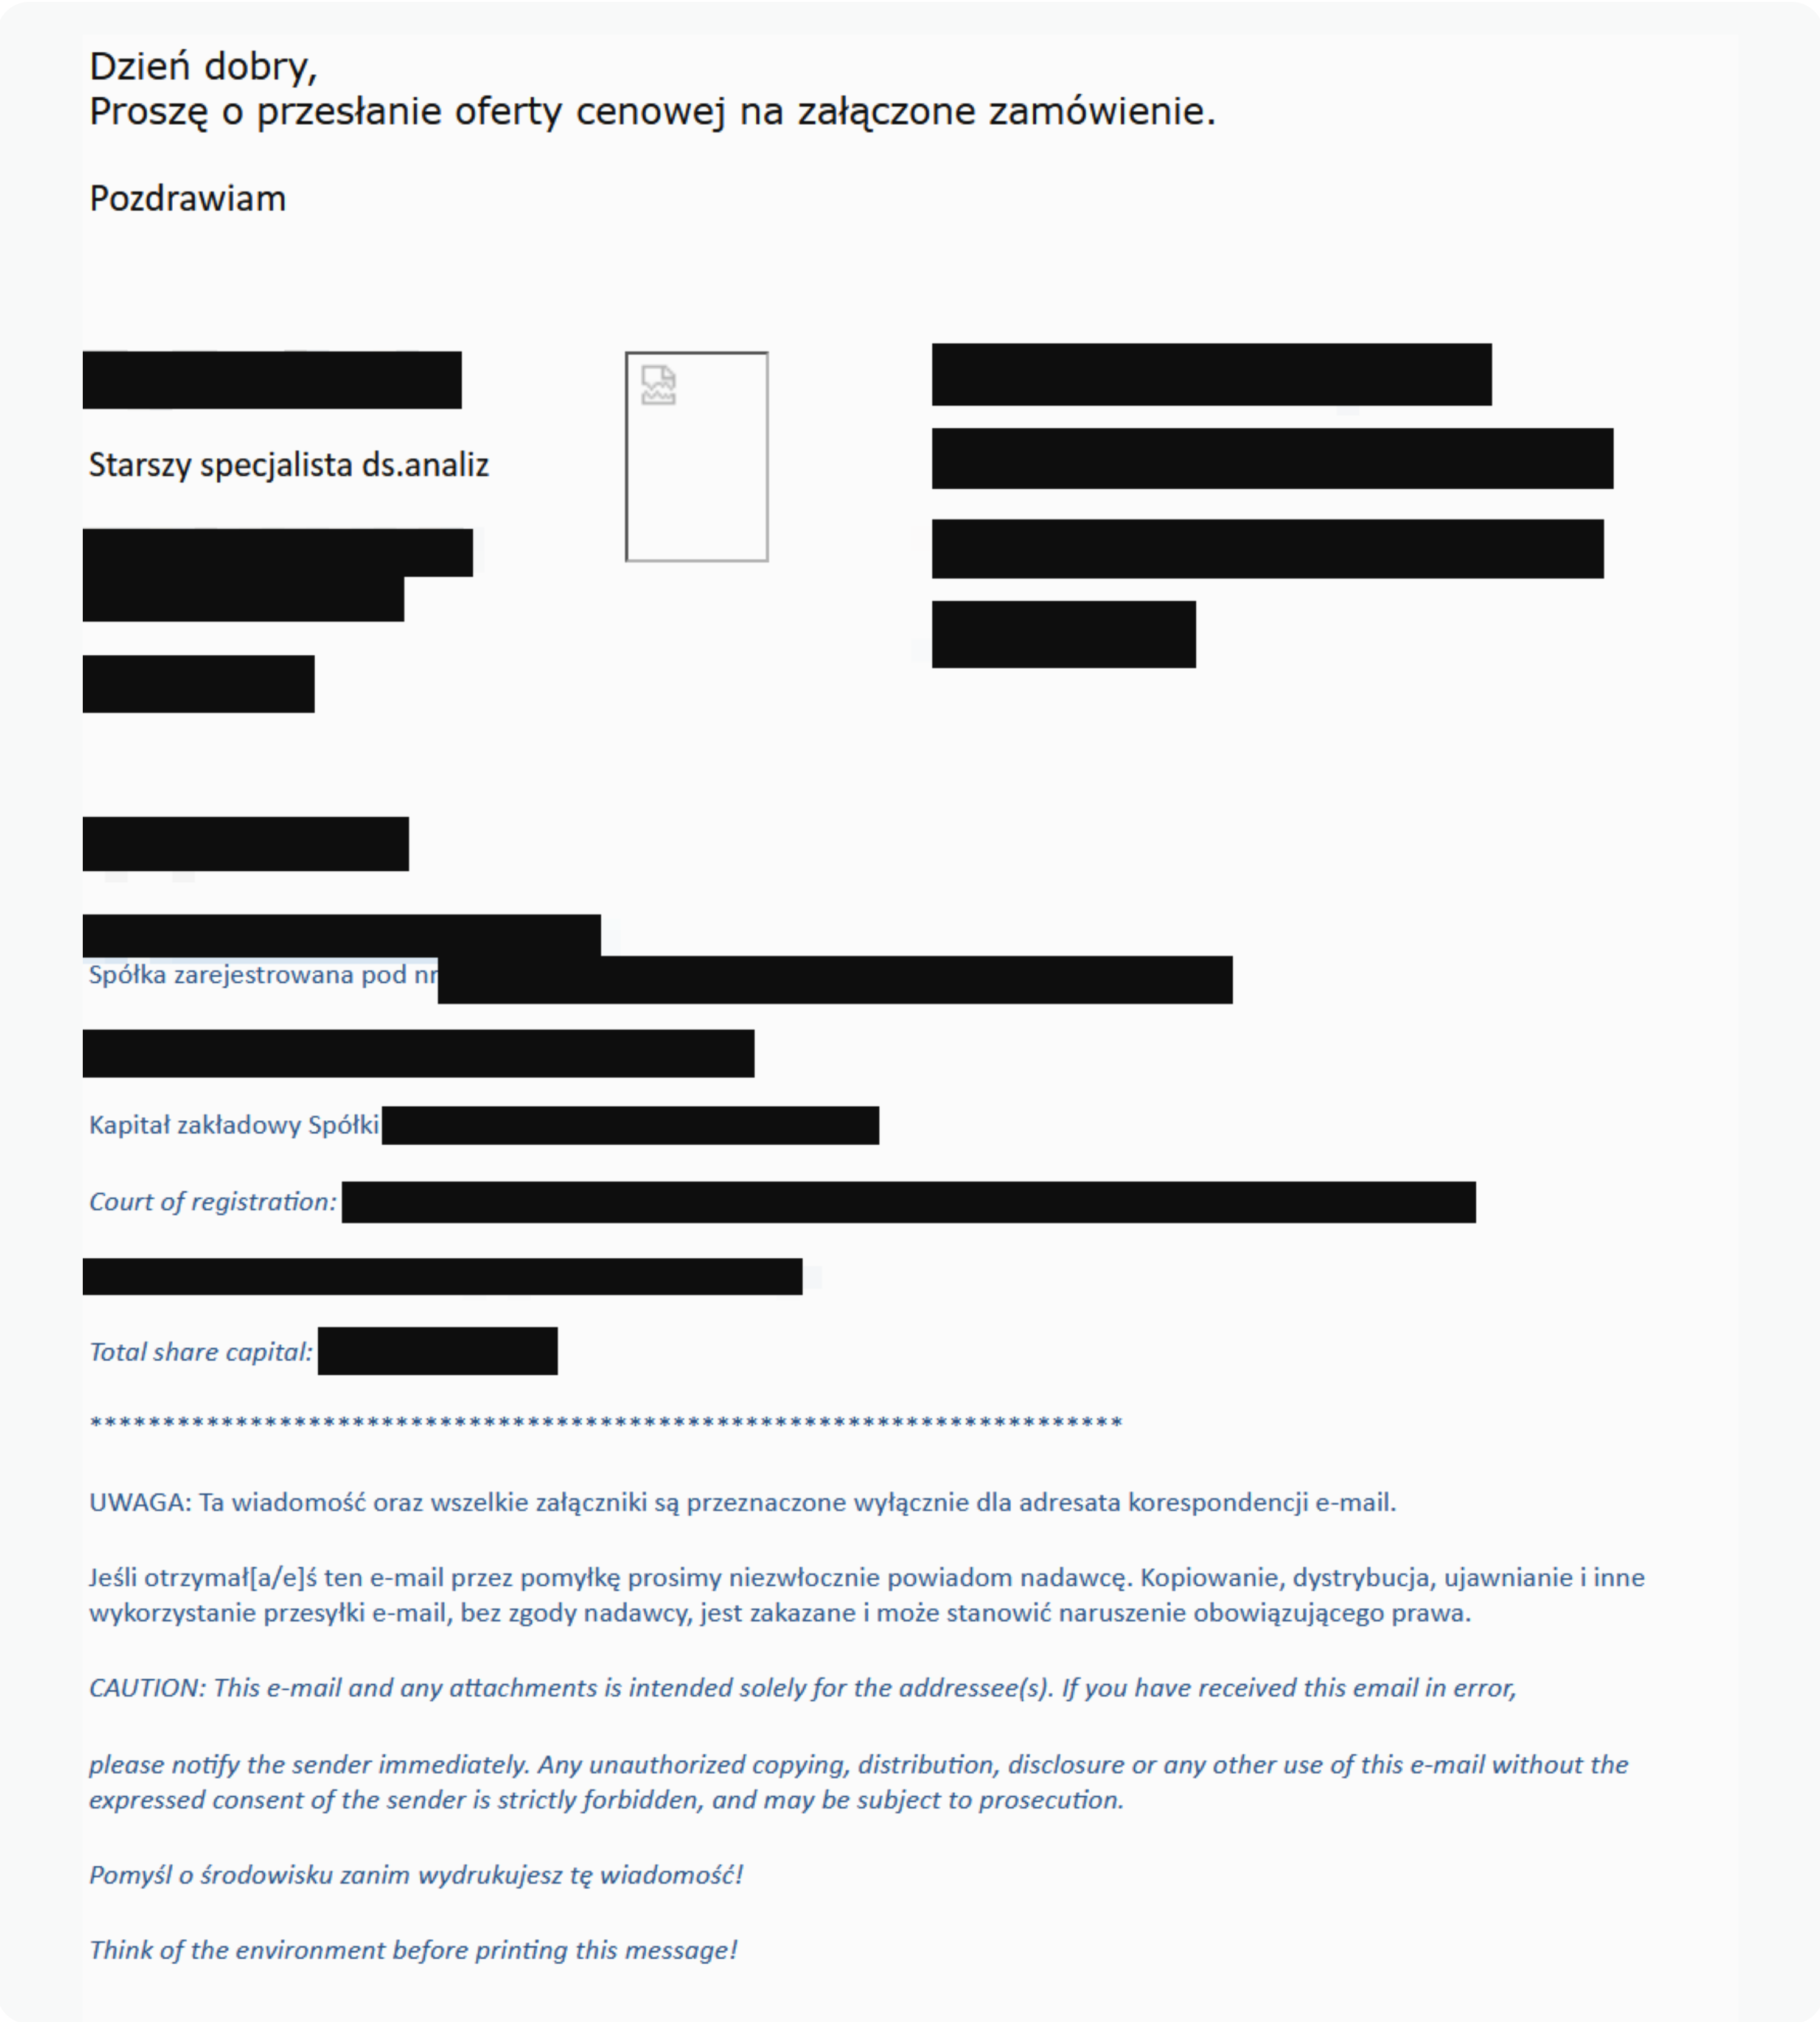 Dzień dobry,
Proszę o przesłanie oferty cenowej na załączone zamówienie.
Pozdrawiam
Starszy specjalista ds.analiz
Spółka zarejestrowana pod nr
Kapitał zakładowy Spółki
Court of registration:
Total share capital:
***********************************************************************
UWAGA: Ta wiadomość oraz wszelkie załączniki są przeznaczone wyłącznie dla adresata korespondencji e-mail.
Jeśli otrzymał[a/e]ś ten e-mail przez pomyłkę prosimy niezwłocznie powiadom nadawcę. Kopiowanie, dystrybucja, ujawnianie i inne
wykorzystanie przesyłki e-mail, bez zgody nadawcy, jest zakazane i może stanowić naruszenie obowiązującego prawa.
CAUTION: This e-mail and any attachments is intended solely for the addressee(s). If you have received this email in error,
please notify the sender immediately. Any unauthorized copying, distribution, disclosure or any other use of this e-mail without the
expressed consent of the sender is strictly forbidden, and may be subject to prosecution.
Pomyśl o środowisku zanim wydrukujesz tę wiadomość!
Think of the environment before printing this message!